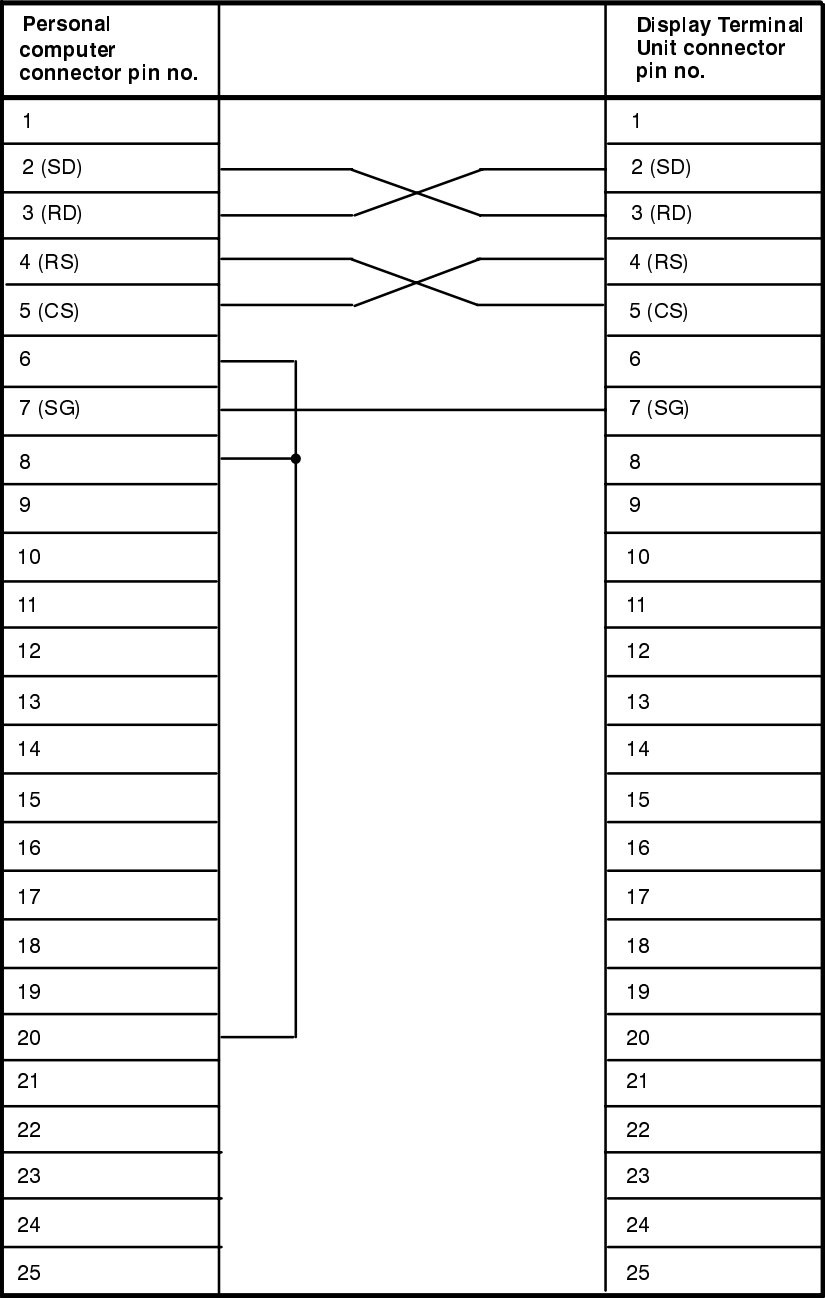 Personal
computer
connector pin no.
Display Terminal
Unit connector
pin no.
1
1
2 (SD)
2 (SD)
3 (RD)
3 (RD)
4 (RS)
4 (RS)
5 (CS)
5 (CS)
6
6
7 (SG)
7 (SG)
8
8
9
9
10
10
11
11
12
12
13
13
14
14
15
15
16
16
17
17
18
18
19
19
20
20
21
21
22
22
23
23
24
24
25
25